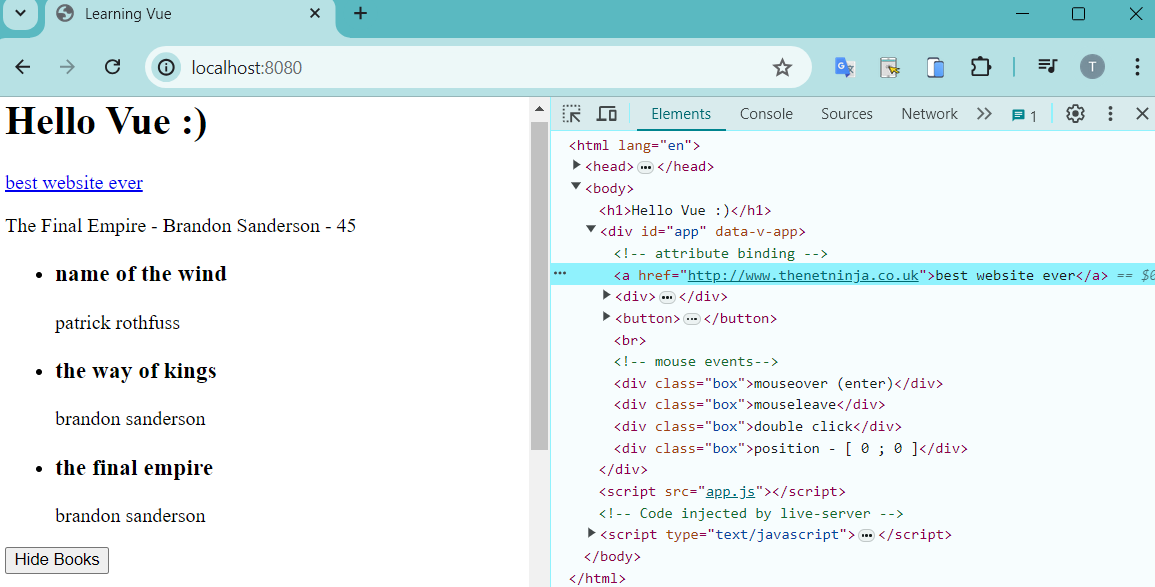 Learning Vue
localhost:8080
T
Hello Vue :)
best website ever
The Final Empire - Brandon Sanderson - 45
name of the wind
patrick rothfuss
the way of kings
brandon sanderson
the final empire
brandon sanderson
Hide Books
Elements Console Sources Network 1
<html lang="en">
<head> ••• </head>
<body>
<h1>Hello Vue :)</h1>
<div id="app" data-v-app>
<!-- attribute binding -->
<a href="http://www.thenetninja.co.uk">best website ever</a> == $0
<div> ••• </div>
<button> ••• </button>
<br>
<!-- mouse events-->
<div class="box">mouseover (enter)</div>
<div class="box">mouseleave</div>
<div class="box">double click</div>
<div class="box">position - [ 0 ; 0 ]</div>
</div>
<script src="app.js"></script>
<!-- Code injected by live-server -->
<script type="text/javascript"> ••• </script>
</body>
</html>